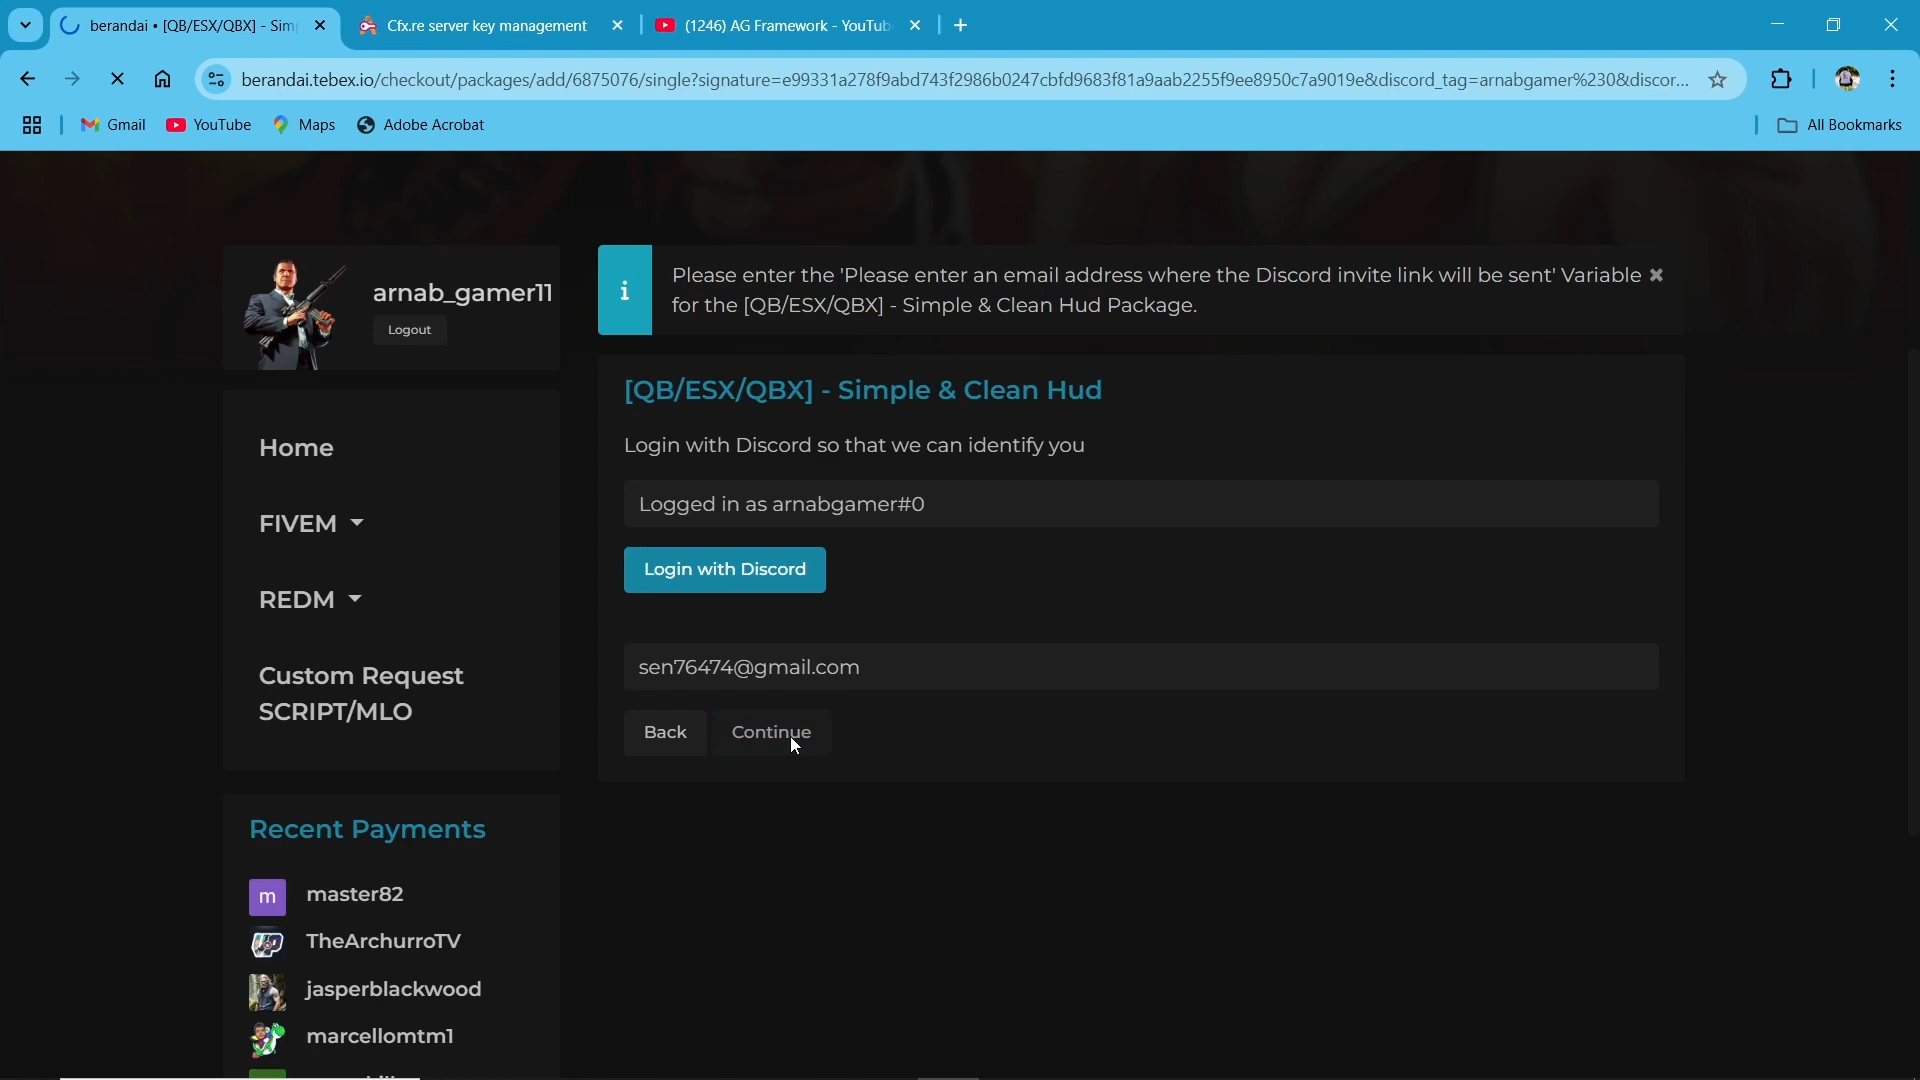 berandai • [QB/ESX/QBX] - Sim
Cfx.re server key management
(1246) AG Framework - YouTub
berandai.tebex.io/checkout/packages/add/6875076/single?signature=e99331a278f9abd743f2986b0247cbfd9683f81a9aab2255f9ee8950c7a9019e&discord_tag=arnabgamer%230&discor...
Gmail
YouTube
Maps
Adobe Acrobat
All Bookmarks
arnab_gamer11
Logout
Please enter the 'Please enter an email address where the Discord invite link will be sent' Variable
for the [QB/ESX/QBX] - Simple & Clean Hud Package.
[QB/ESX/QBX] - Simple & Clean Hud
Login with Discord so that we can identify you
Logged in as arnabgamer#0
Login with Discord
sen76474@gmail.com
Back
Continue
Home
FIVEM
REDM
Custom Request
SCRIPT/MLO
Recent Payments
m
master82
TheArchurroTV
jasperblackwood
marcellomtm1